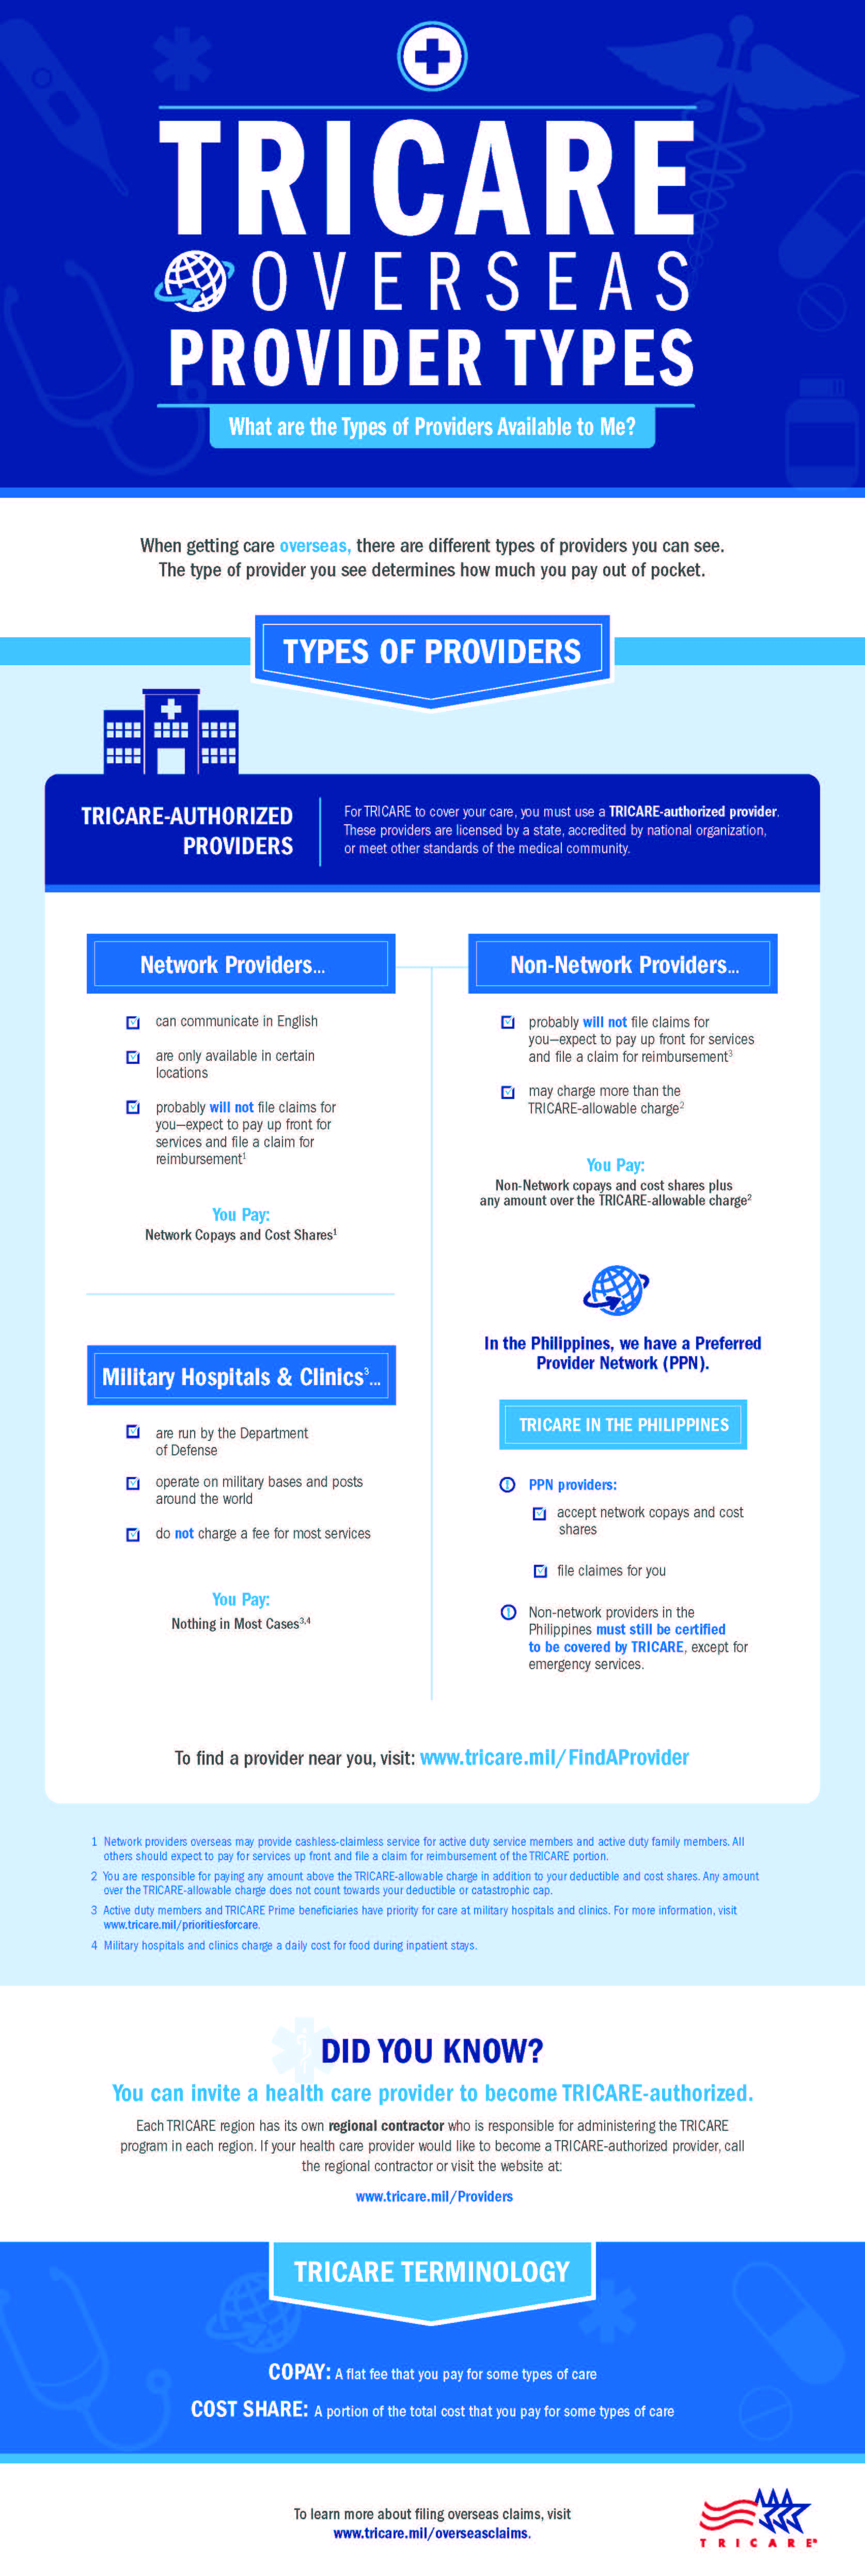 TRICARE
OVERSEAS
PROVIDER TYPES
What are the Types of Providers Available to Me?
When getting care overseas, there are different types of providers you can see.
The type of provider you see determines how much you pay out of pocket.
TYPES OF PROVIDERS
TRICARE-AUTHORIZED
PROVIDERS
For TRICARE to cover your care, you must use a TRICARE-authorized provider.
These providers are licensed by a state, accredited by national organization,
or meet other standards of the medical community.
Network Providers...
can communicate in English
are only available in certain
locations
probably will not file claims for
you—expect to pay up front for
services and file a claim for
reimbursement¹
You Pay:
Network Copays and Cost Shares¹
Military Hospitals & Clinics³...
are run by the Department
of Defense
operate on military bases and posts
around the world
do not charge a fee for most services
You Pay:
Nothing in Most Cases³,⁴
Non-Network Providers...
probably will not file claims for
you—expect to pay up front for services
and file a claim for reimbursement³
may charge more than the
TRICARE-allowable charge²
You Pay:
Non-Network copays and cost shares plus
any amount over the TRICARE-allowable charge²
In the Philippines, we have a Preferred
Provider Network (PPN).
TRICARE IN THE PHILIPPINES
PPN providers:
accept network copays and cost
shares
file claimes for you
Non-network providers in the
Philippines must still be certified
to be covered by TRICARE, except for
emergency services.
To find a provider near you, visit: www.tricare.mil/FindAProvider
1 Network providers overseas may provide cashless-claimless service for active duty service members and active duty family members. All
others should expect to pay for services up front and file a claim for reimbursement of the TRICARE portion.
2 You are responsible for paying any amount above the TRICARE-allowable charge in addition to your deductible and cost shares. Any amount
over the TRICARE-allowable charge does not count towards your deductible or catastrophic cap.
3 Active duty members and TRICARE Prime beneficiaries have priority for care at military hospitals and clinics. For more information, visit
www.tricare.mil/prioritiesforcare.
4 Military hospitals and clinics charge a daily cost for food during inpatient stays.
DID YOU KNOW?
You can invite a health care provider to become TRICARE-authorized.
Each TRICARE region has its own regional contractor who is responsible for administering the TRICARE
program in each region. If your health care provider would like to become a TRICARE-authorized provider, call
the regional contractor or visit the website at:
www.tricare.mil/Providers
TRICARE TERMINOLOGY
COPAY: A flat fee that you pay for some types of care
COST SHARE: A portion of the total cost that you pay for some types of care
To learn more about filing overseas claims, visit
www.tricare.mil/overseasclaims.
TRICARE®